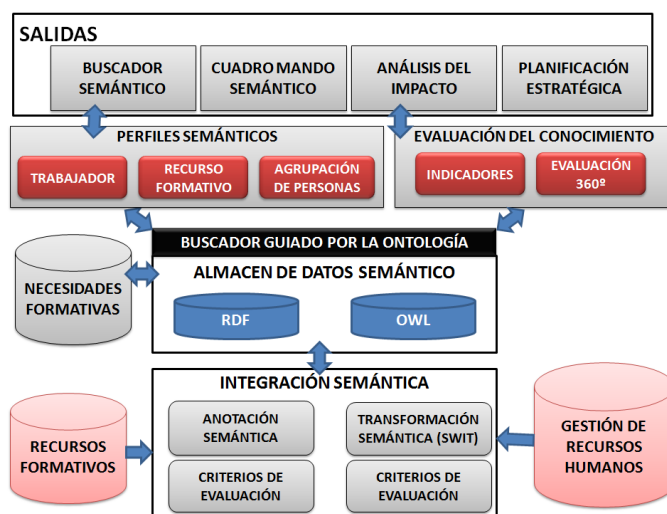 SALIDAS
BUSCADOR
SEMÁNTICO
CUADRO MANDO
SEMÁNTICO
ANÁLISIS DEL
IMPACTO
PLANIFICACIÓN
ESTRATÉGICA
PERFILES SEMÁNTICOS
TRABAJADOR
RECURSO
FORMATIVO
AGRUPACIÓN
DE PERSONAS
EVALUACIÓN DEL CONOCIMIENTO
INDICADORES
EVALUACIÓN
360º
BUSCADOR GUIADO POR LA ONTOLOGÍA
ALMACEN DE DATOS SEMÁNTICO
RDF
OWL
NECESIDADES
FORMATIVAS
INTEGRACIÓN SEMÁNTICA
ANOTACIÓN
SEMÁNTICA
TRANSFORMACIÓN
SEMÁNTICA (SWIT)
CRITERIOS DE
EVALUACIÓN
CRITERIOS DE
EVALUACIÓN
RECURSOS
FORMATIVOS
GESTIÓN DE
RECURSOS
HUMANOS